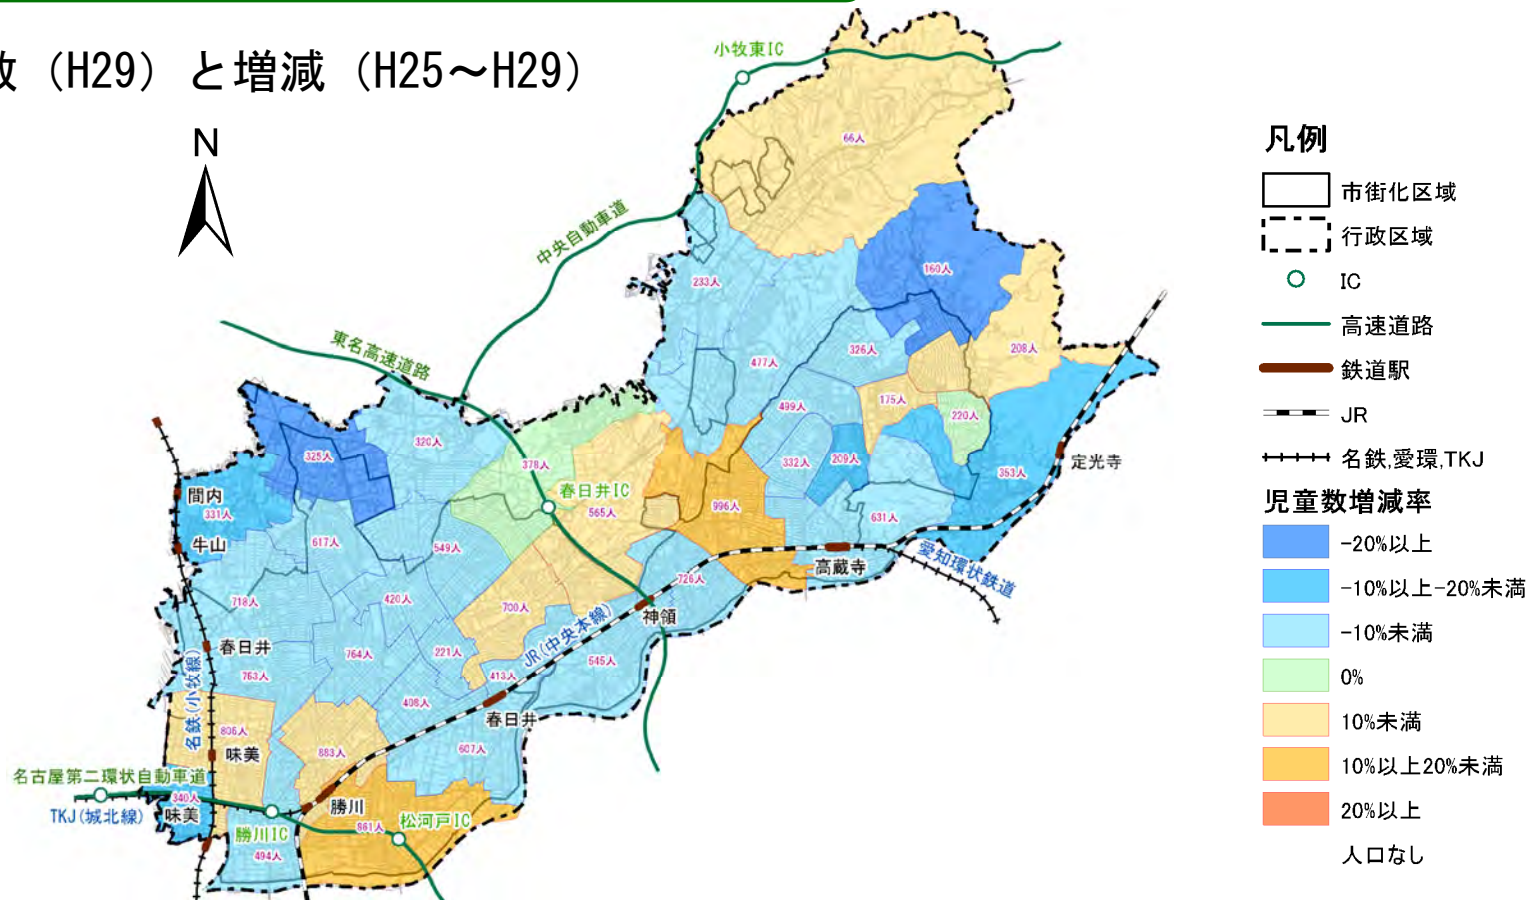 数（H29）と増減（H25～H29）
N
小牧東IC
中央自動車道
東名高速道路
66人
160人
233人
208人
326人
477人
175人
220人
499人
320人
378人
325人
332人
209人
353人
定光寺
間内
331人
春日井IC
565人
996人
631人
牛山
617人
549人
高蔵寺
愛知環状鉄道
726人
718人
420人
700人
神領
JR(中央本線)
春日井
764人
221人
545人
763人
413人
名鉄(小牧線)
408人
春日井
806人
味美
883人
607人
名古屋第二環状自動車道
340人
TKJ(城北線)
味美
勝川
勝川IC
861人
松河戸IC
494人
凡例
市街化区域
行政区域
IC
高速道路
鉄道駅
JR
名鉄,愛環,TKJ
児童数増減率
-20%以上
-10%以上-20%未満
-10%未満
0%
10%未満
10%以上20%未満
20%以上
人口なし